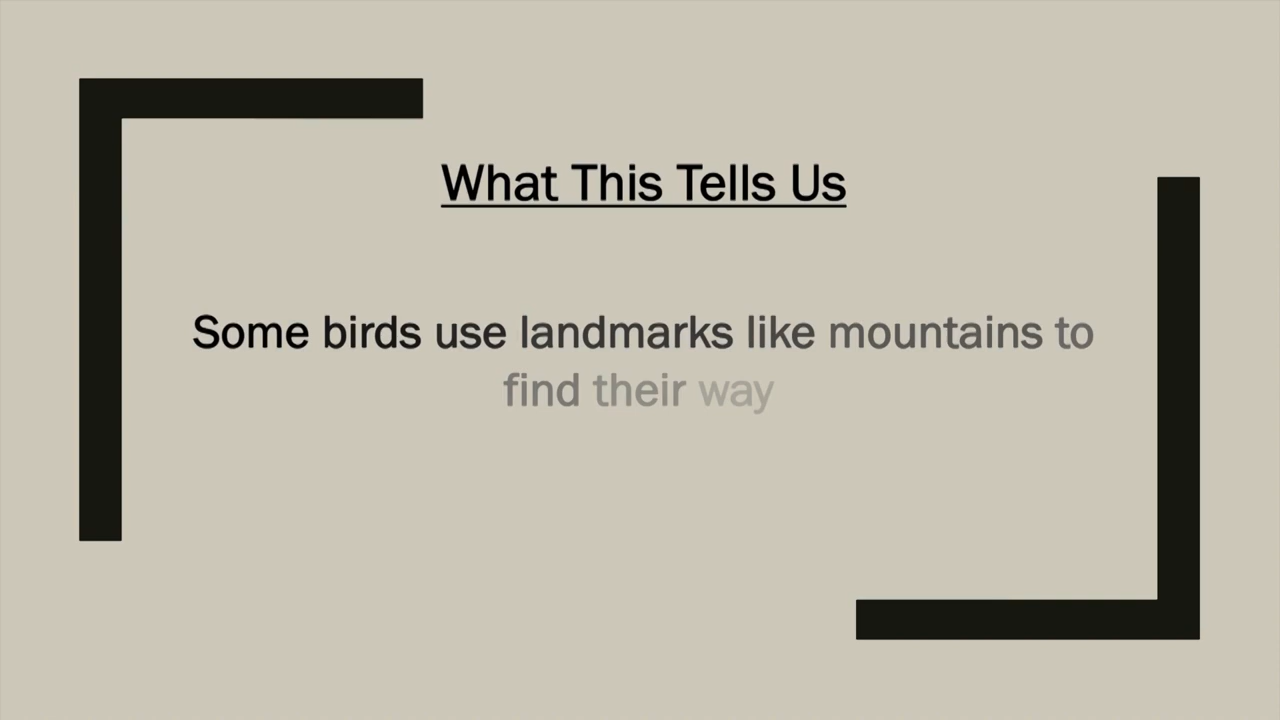 What This Tells Us
Some birds use landmarks like mountains to
find their way